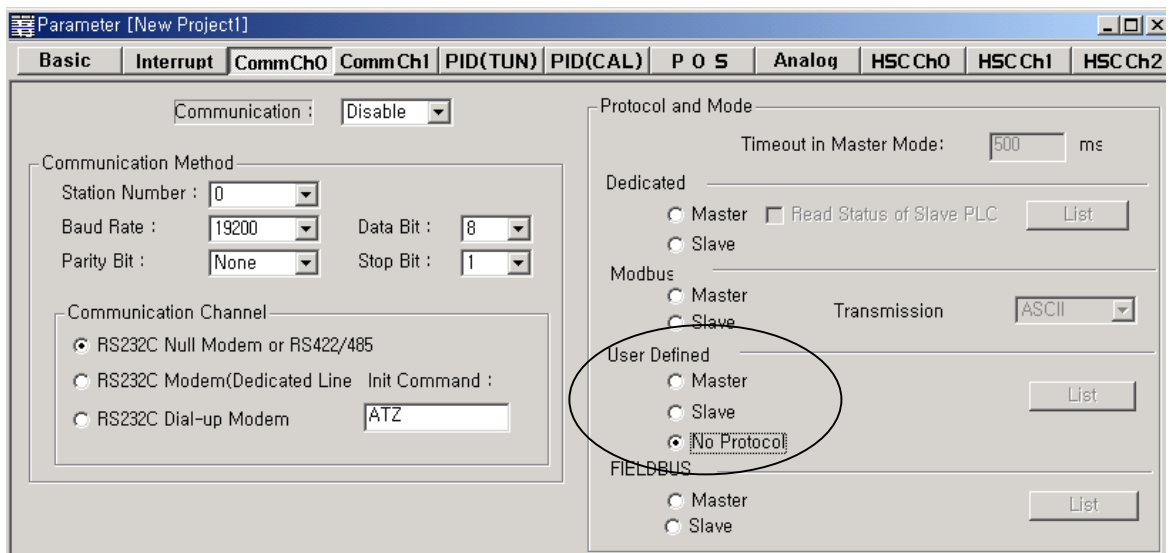 Parameter [New Project1]
Basic Interrupt CommCh0 CommCh1 PID(TUN) PID(CAL) P O S Analog HSCCh0 HSCCh1 HSCCh2
Communication : Disable
Communication Method
Station Number : 0
Baud Rate : 19200 Data Bit : 8
Parity Bit : None Stop Bit : 1
Communication Channel
RS232C Null Modem or RS422/485
RS232C Modem(Dedicated Line Init Command :
RS232C Dial-up Modem ATZ
Protocol and Mode
Timeout in Master Mode: 500 ms
Dedicated
Master Read Status of Slave PLC List
Slave
Modbus
Master Transmission ASCII
Slave
User Defined
Master List
Slave
No Protocol
FIELDBUS
Master List
Slave